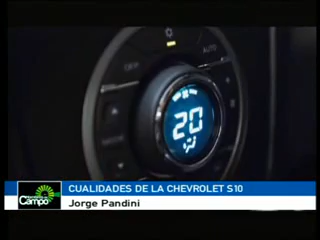 AUTO
20
CUALIDADES DE LA CHEVROLET S10
Campo
Jorge Pandini